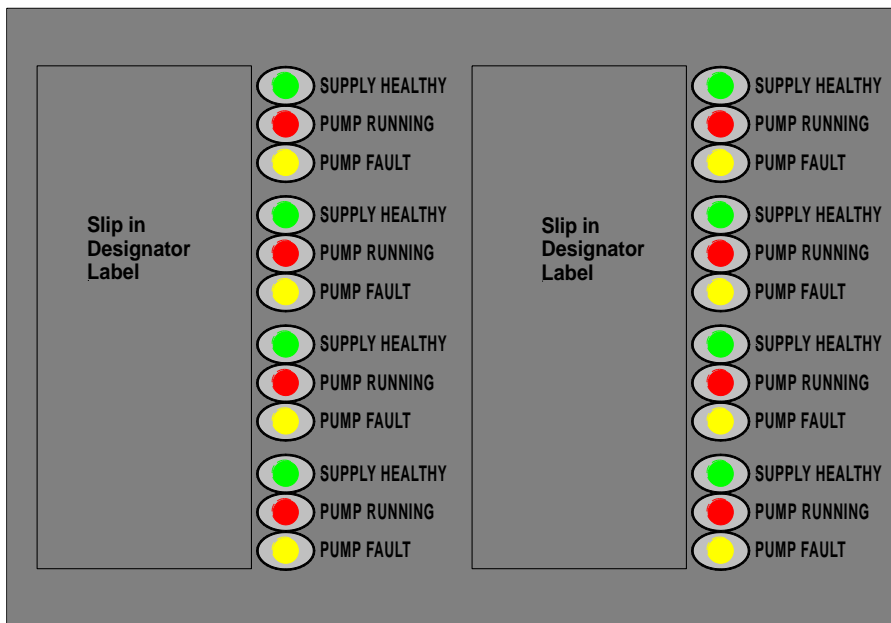 SUPPLY HEALTHY
PUMP RUNNING
PUMP FAULT
Slip in
Designator
Label
SUPPLY HEALTHY
PUMP RUNNING
PUMP FAULT
SUPPLY HEALTHY
PUMP RUNNING
PUMP FAULT
SUPPLY HEALTHY
PUMP RUNNING
PUMP FAULT
SUPPLY HEALTHY
PUMP RUNNING
PUMP FAULT
Slip in
Designator
Label
SUPPLY HEALTHY
PUMP RUNNING
PUMP FAULT
SUPPLY HEALTHY
PUMP RUNNING
PUMP FAULT
SUPPLY HEALTHY
PUMP RUNNING
PUMP FAULT